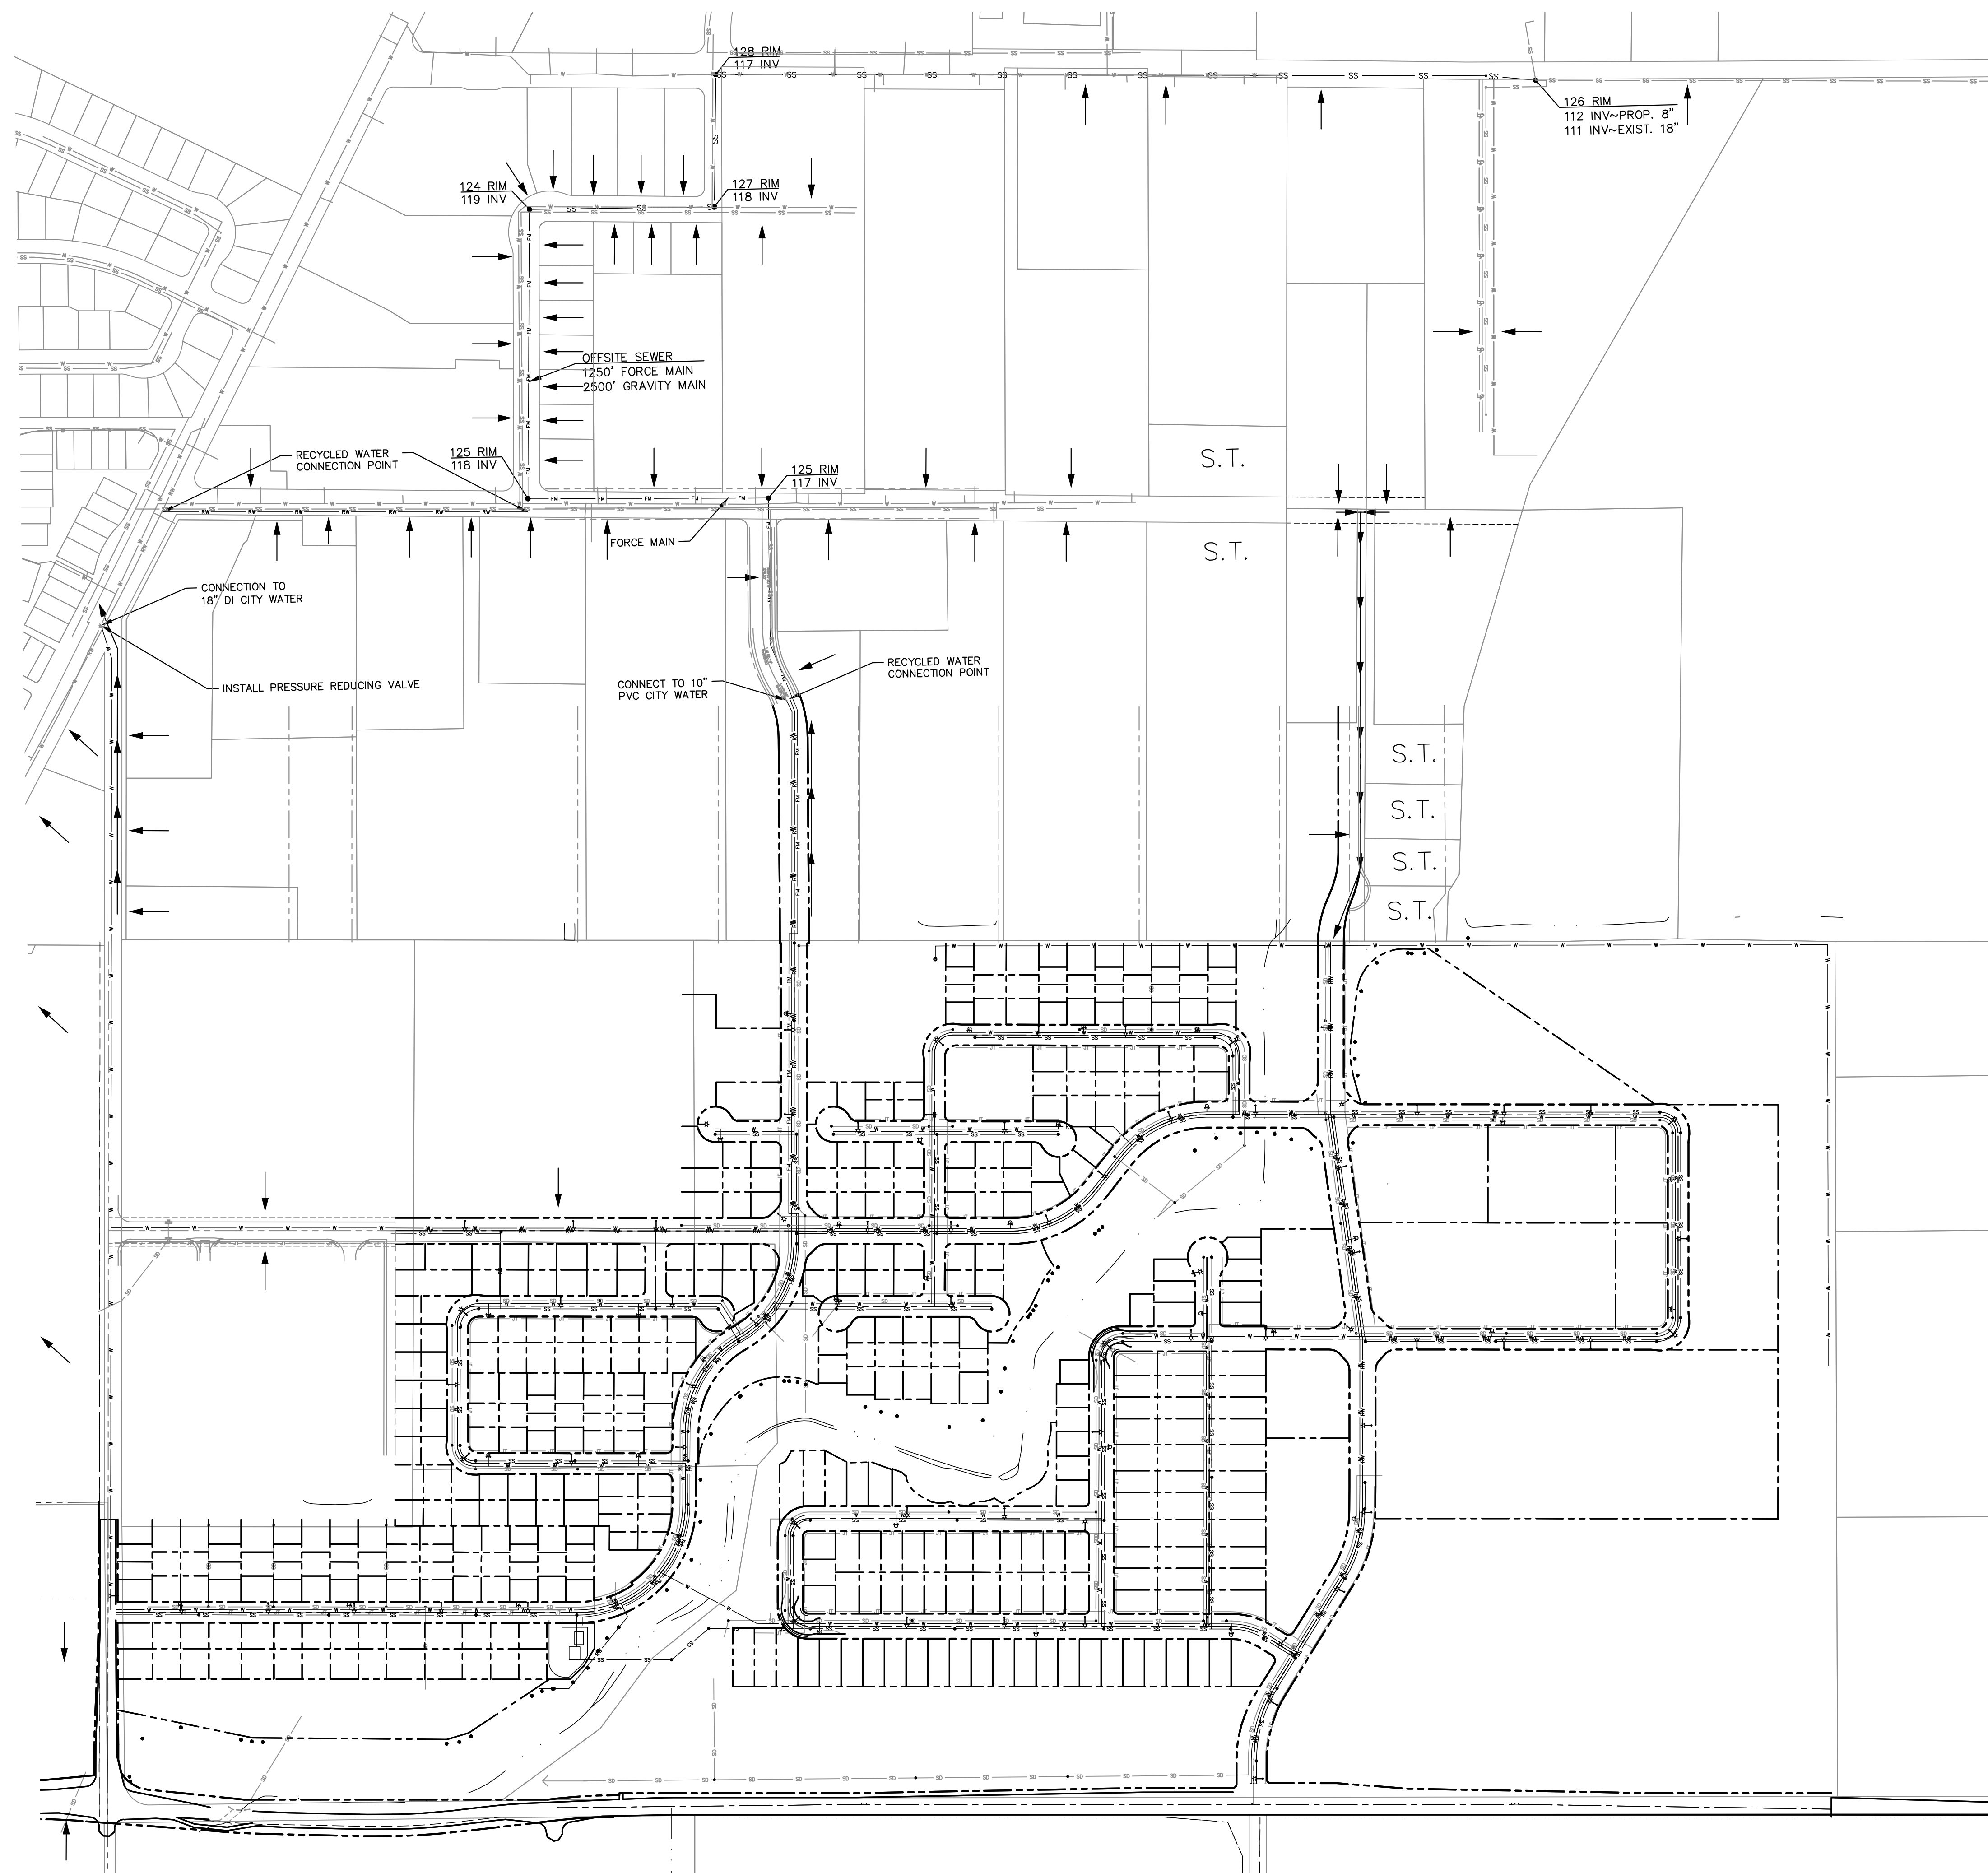 128 RIM
117 INV
126 RIM
112 INV~PROP. 8"
111 INV~EXIST. 18"
124 RIM
119 INV
127 RIM
118 INV
OFFSITE SEWER
1250' FORCE MAIN
2500' GRAVITY MAIN
RECYCLED WATER
CONNECTION POINT
125 RIM
118 INV
125 RIM
117 INV
S.T.
FORCE MAIN
S.T.
CONNECTION TO
18" DI CITY WATER
INSTALL PRESSURE REDUCING VALVE
RECYCLED WATER
CONNECTION POINT
CONNECT TO 10"
PVC CITY WATER
S.T.
S.T.
S.T.
S.T.